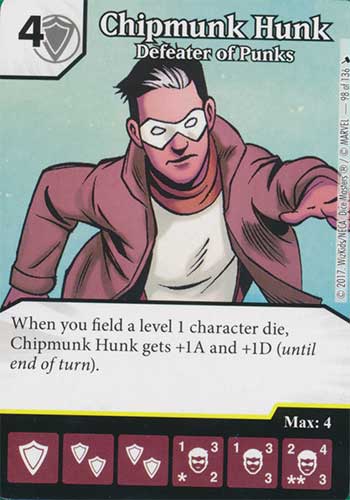 4
Chipmunk Hunk
Defeater of Punks
© 2017. WizKids/NECA. Dice Masters ® / © MARVEL — 98 of 136
When you field a level 1 character die,
Chipmunk Hunk gets +1A and +1D (until
end of turn).
Max: 4
1 3
* 2
1 3
3
2 4
** 3